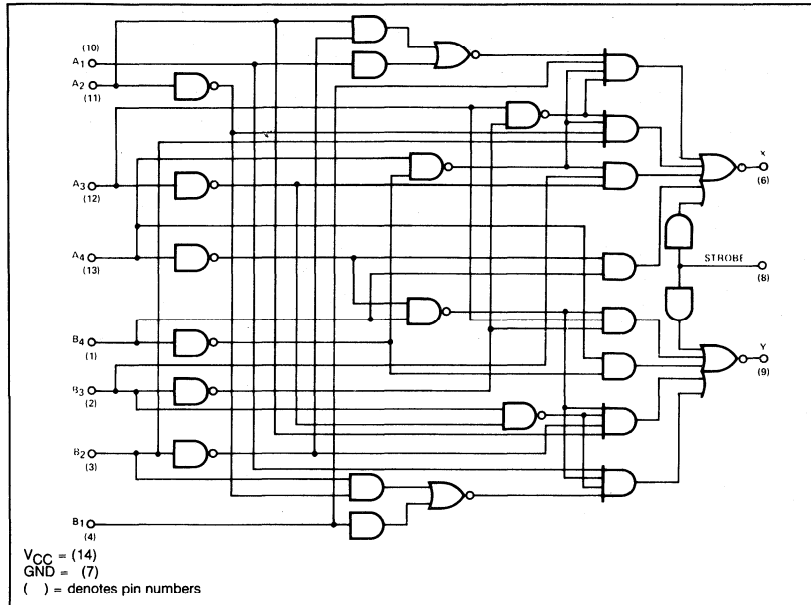 (10)
A1
A2
(11)
A3
(12)
A4
(13)
B4
(1)
B3
(2)
B2
(3)
B1
(4)
X
(6)
STROBE
(8)
Y
(9)
VCC = (14)
GND = (7)
( ) = denotes pin numbers